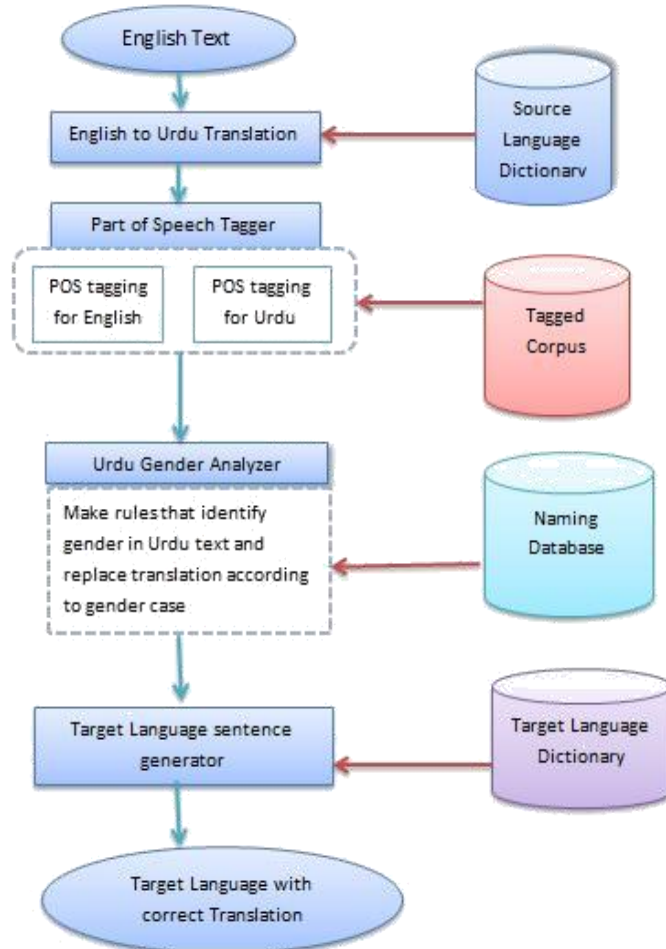 English Text
English to Urdu Translation
Source
Language
Dictionary
Part of Speech Tagger
POS tagging
for English
POS tagging
for Urdu
Tagged
Corpus
Urdu Gender Analyzer
Make rules that identify
gender in Urdu text and
replace translation according
to gender case
Naming
Database
Target Language sentence
generator
Target Language
Dictionary
Target Language with
correct Translation